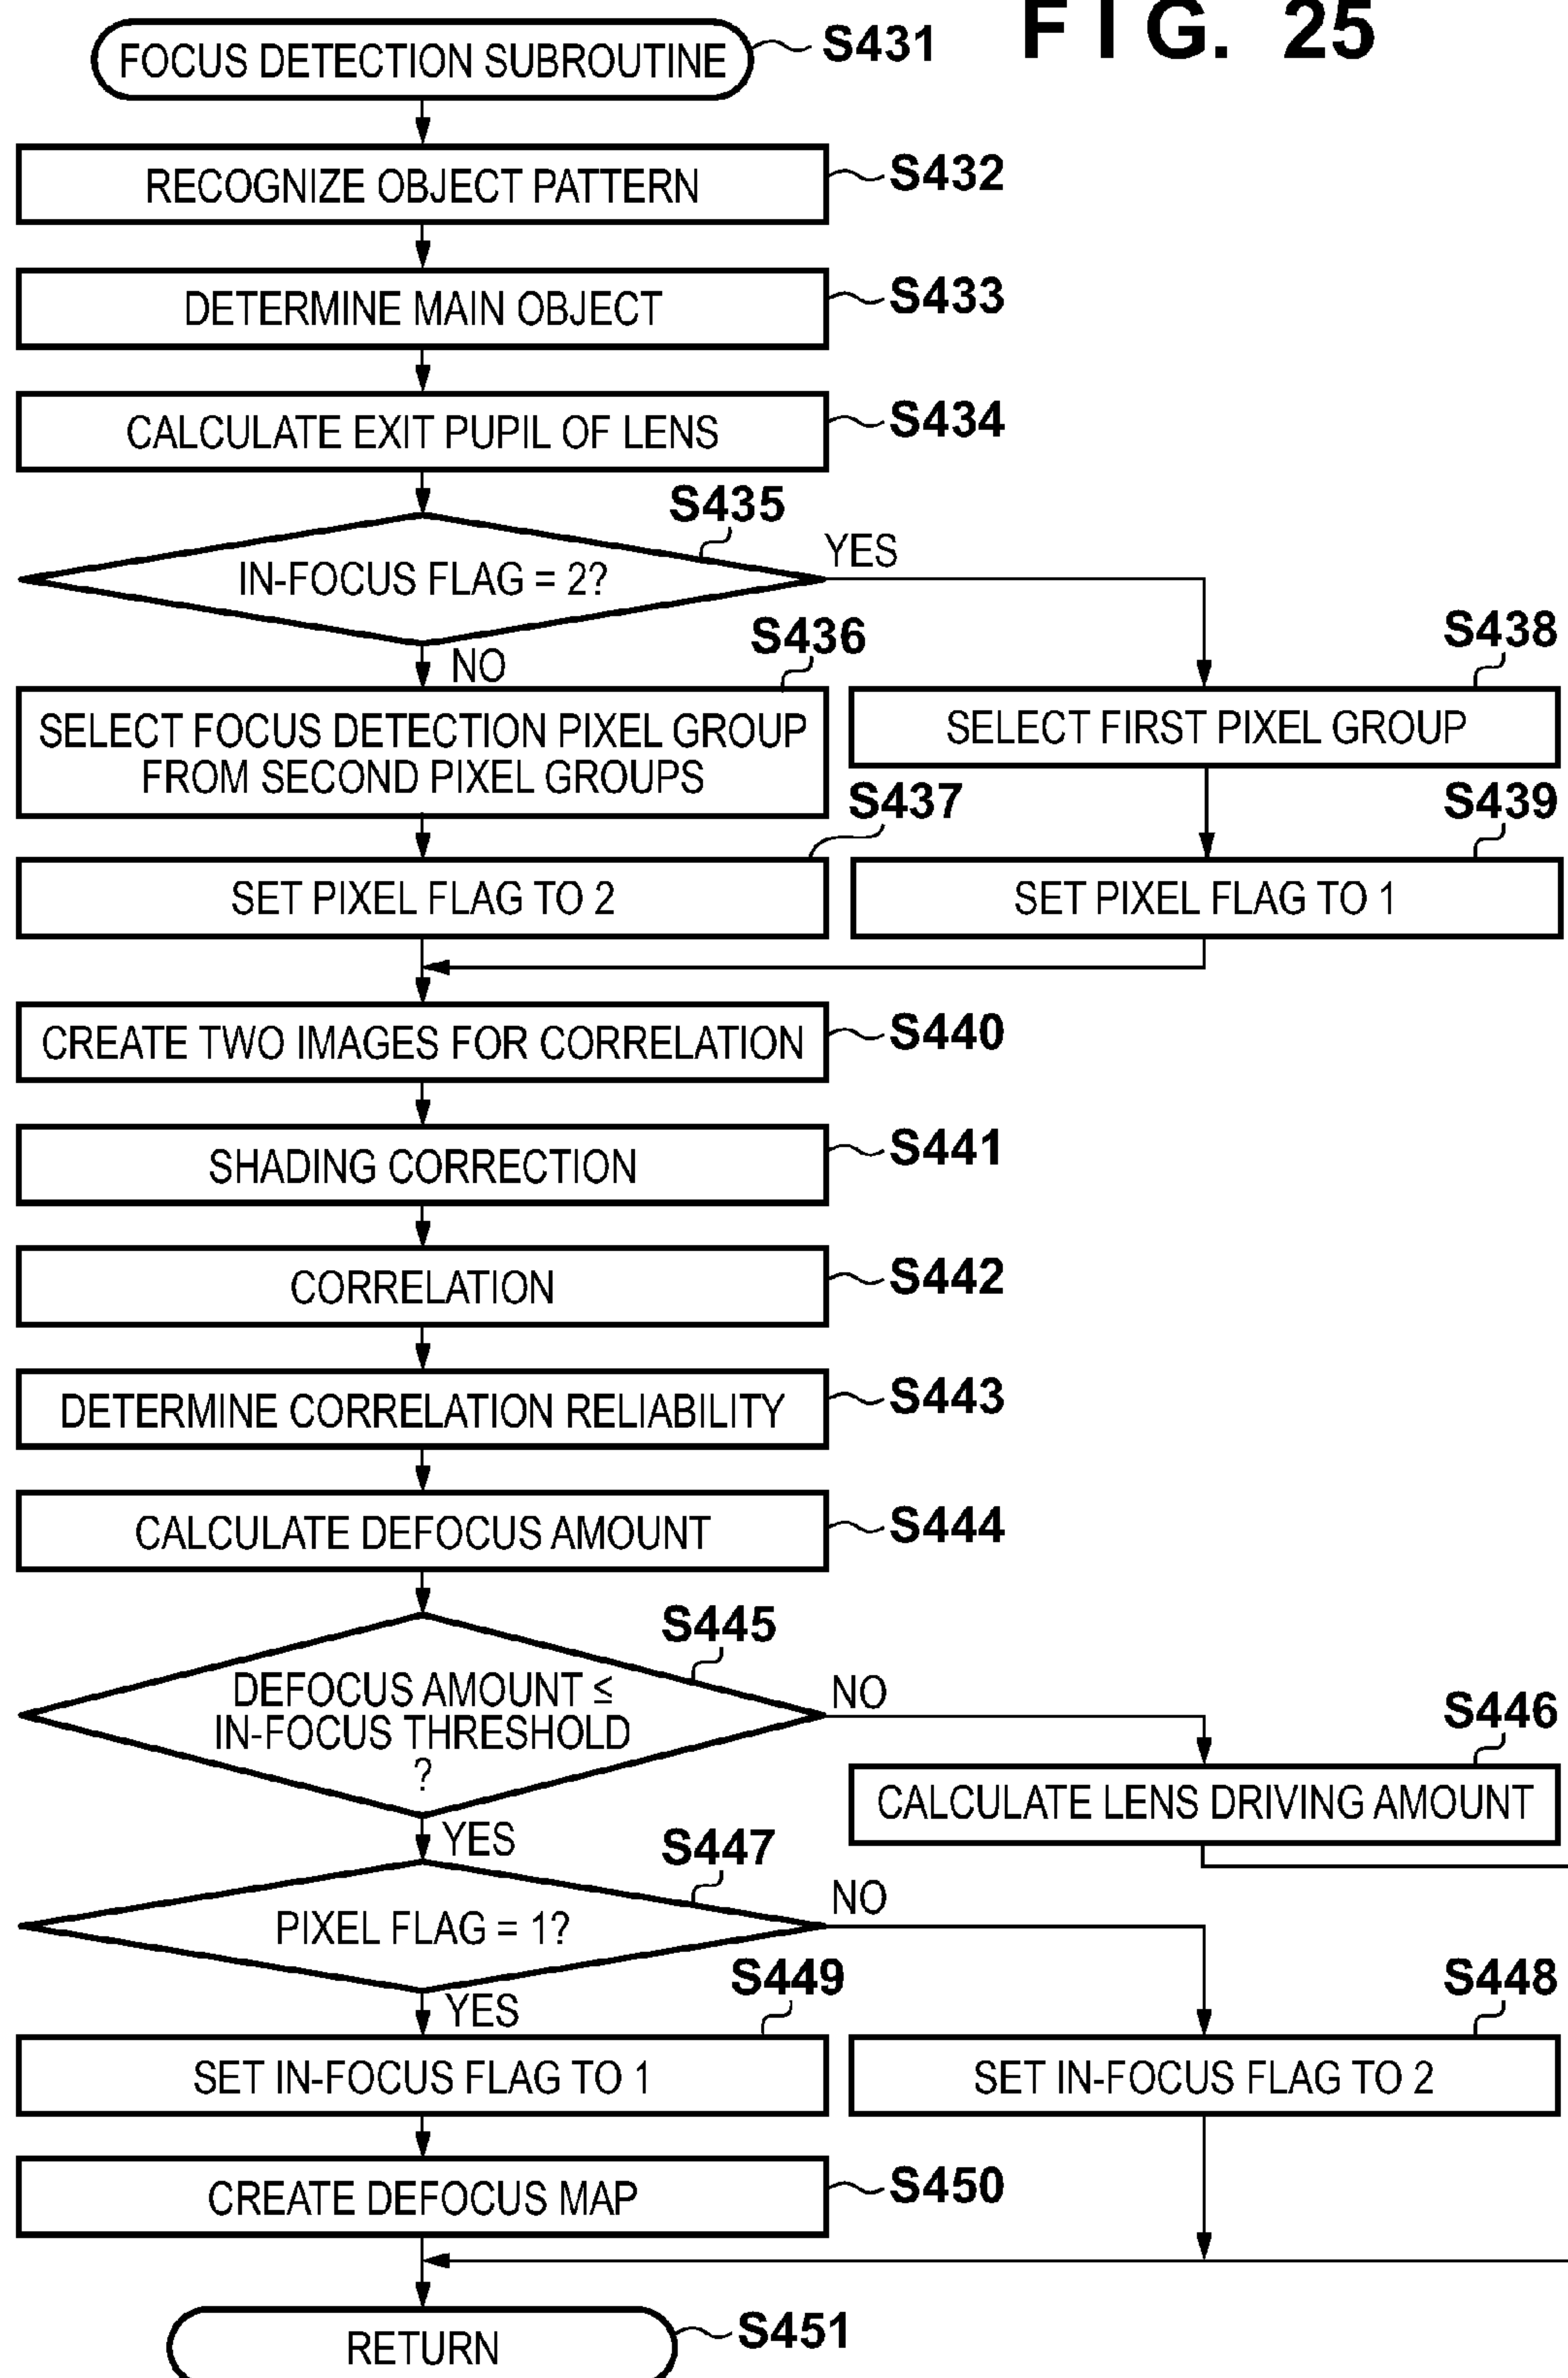 FIG. 25
FOCUS DETECTION SUBROUTINE
S431
RECOGNIZE OBJECT PATTERN
S432
DETERMINE MAIN OBJECT
S433
CALCULATE EXIT PUPIL OF LENS
S434
S435
IN-FOCUS FLAG = 2?
YES
NO
S436
SELECT FOCUS DETECTION PIXEL GROUP
FROM SECOND PIXEL GROUPS
S438
SELECT FIRST PIXEL GROUP
S437
SET PIXEL FLAG TO 2
S439
SET PIXEL FLAG TO 1
CREATE TWO IMAGES FOR CORRELATION
S440
SHADING CORRECTION
S441
CORRELATION
S442
DETERMINE CORRELATION RELIABILITY
S443
CALCULATE DEFOCUS AMOUNT
S444
S445
DEFOCUS AMOUNT ≤
IN-FOCUS THRESHOLD
?
NO
S446
CALCULATE LENS DRIVING AMOUNT
YES
S447
PIXEL FLAG = 1?
NO
YES
S449
SET IN-FOCUS FLAG TO 1
S448
SET IN-FOCUS FLAG TO 2
CREATE DEFOCUS MAP
S450
RETURN
S451